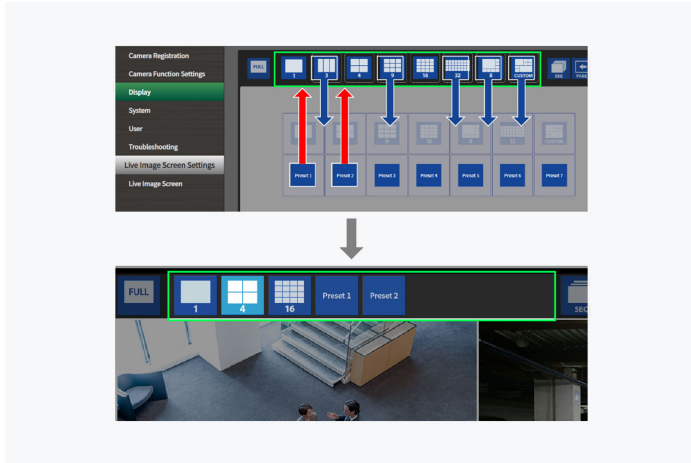 Camera Registration
Camera Function Settings
Display
System
User
Troubleshooting
Live Image Screen Settings
Live Image Screen
FULL
1
3
4
9
16
32
8
CUSTOM
SEQ
PAGE
Preset 1
Preset 2
Preset 3
Preset 4
Preset 5
Preset 6
Preset 7
FULL
1
4
16
Preset 1
Preset 2
SEQ